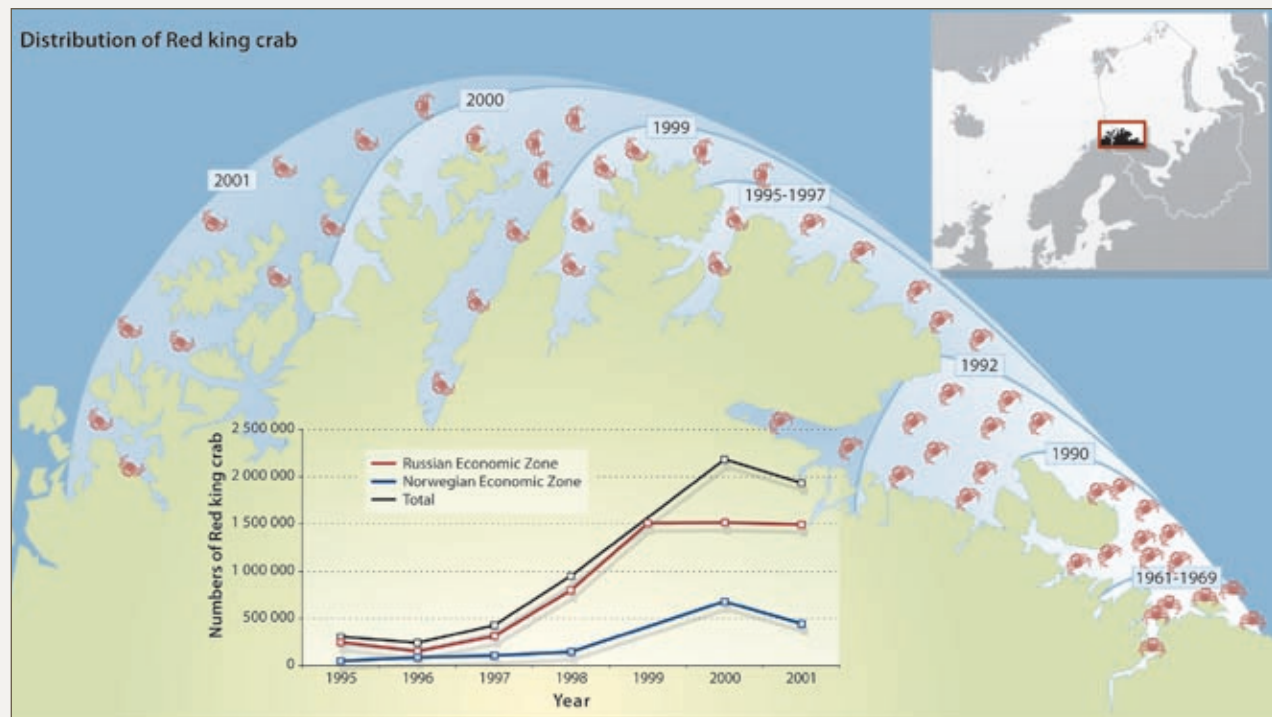 Distribution of Red king crab
2000
1999
2001
1995-1997
1992
1990
1961-1969
Numbers of Red king crab
2 500 000
2 000 000
1 500 000
1 000 000
500 000
0
Russian Economic Zone
Norwegian Economic Zone
Total
1995 1996 1997 1998 1999 2000 2001
Year